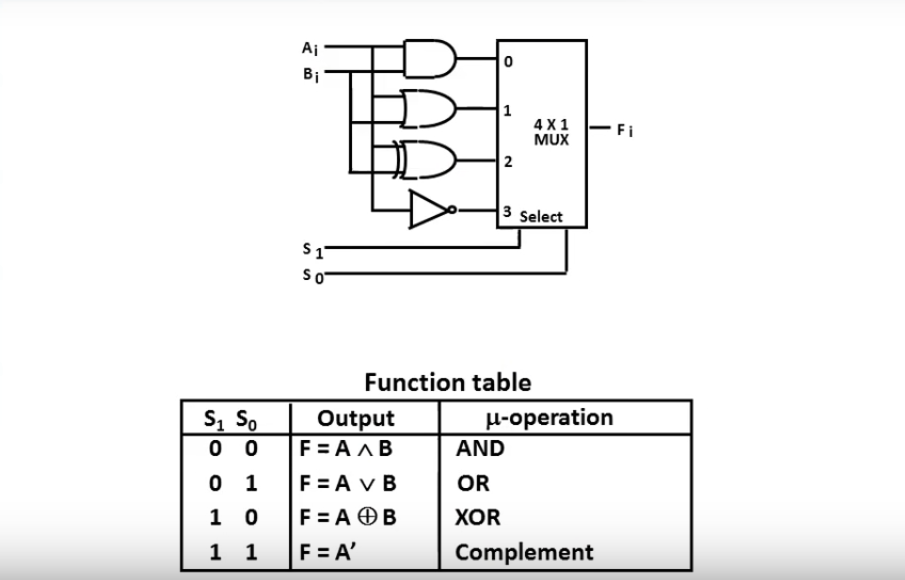 Ai
Bi
0
1
4 X 1
MUX
Fi
2
3 Select
S1
S0
Function table
S1 S0 Output μ-operation
0 0 F = A ∧ B AND
0 1 F = A ∨ B OR
1 0 F = A ⊕ B XOR
1 1 F = A’ Complement